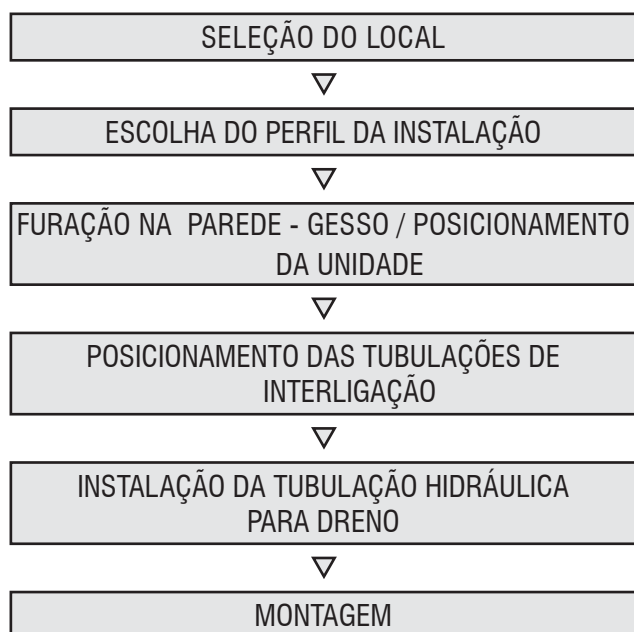 SELEÇÃO DO LOCAL
ESCOLHA DO PERFIL DA INSTALAÇÃO
FURAÇÃO NA PAREDE - GESSO / POSICIONAMENTO
DA UNIDADE
POSICIONAMENTO DAS TUBULAÇÕES DE
INTERLIGAÇÃO
INSTALAÇÃO DA TUBULAÇÃO HIDRÁULICA
PARA DRENO
MONTAGEM